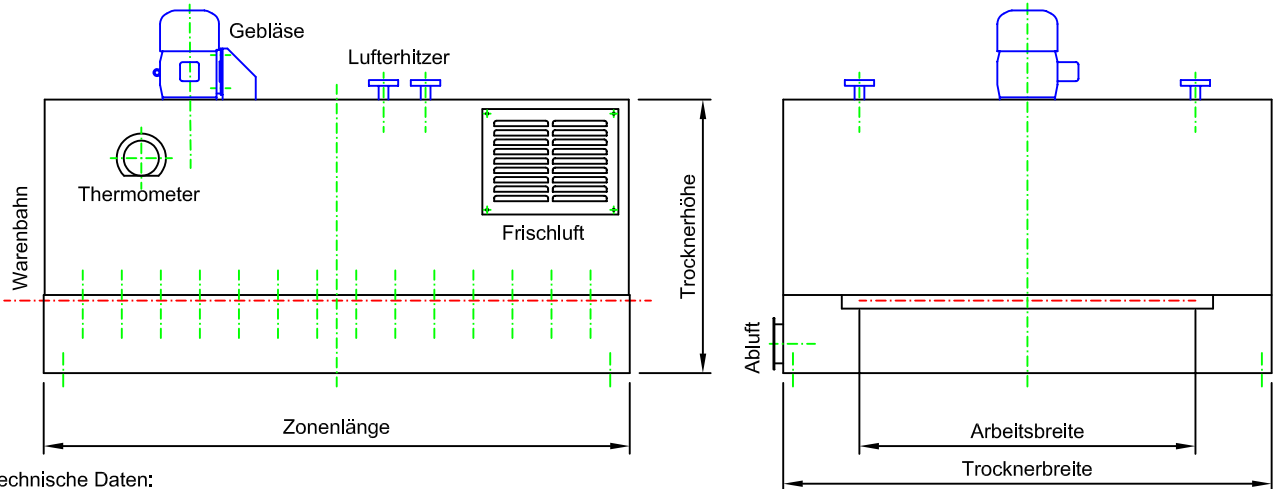 Gebläse
Lufterhitzer
Thermometer
Frischluft
Warenbahn
Trocknerhöhe
Zonenlänge
Abluft
Arbeitsbreite
Trocknerbreite
echnische Daten: